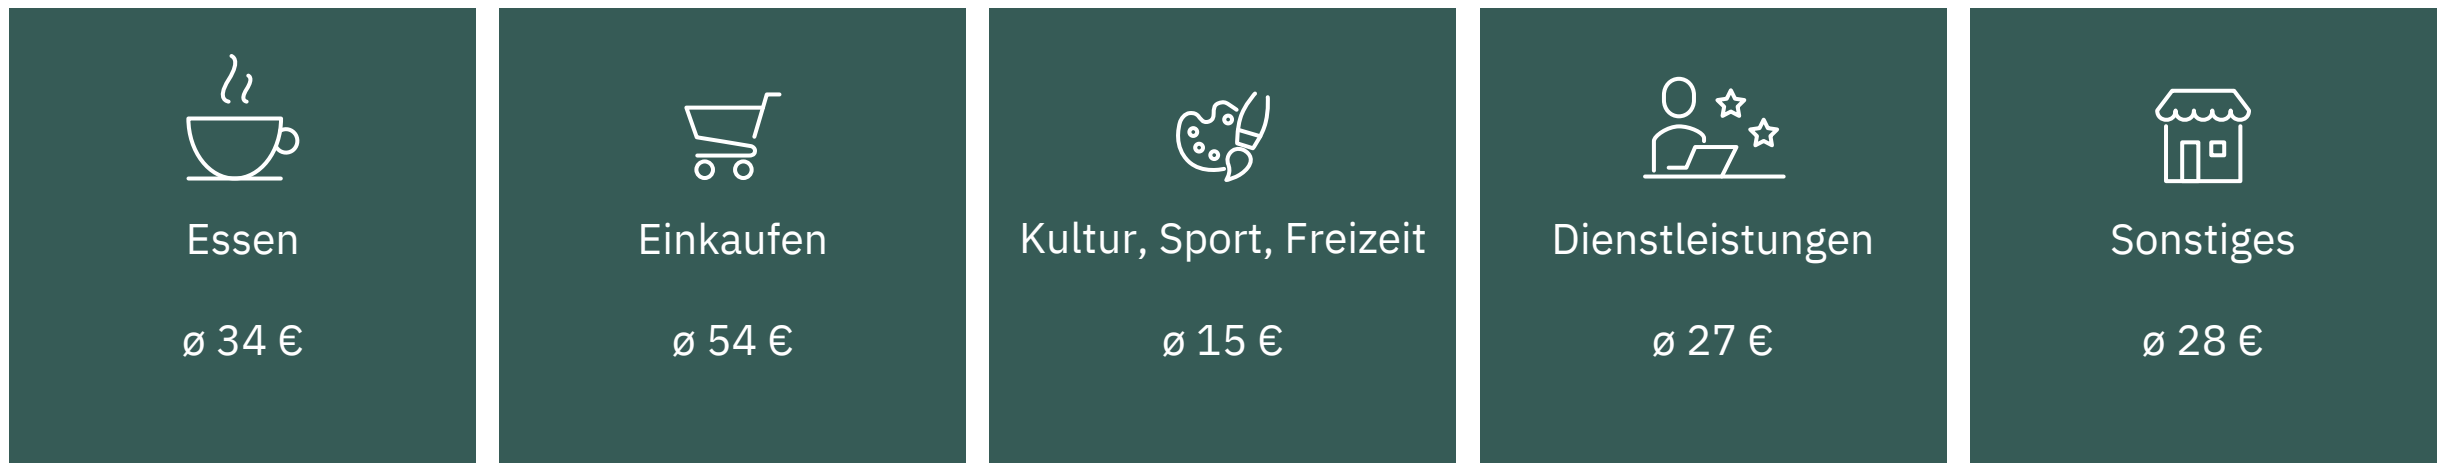 Essen
ø 34 €
Einkaufen
ø 54 €
Kultur, Sport, Freizeit
ø 15 €
Dienstleistungen
ø 27 €
Sonstiges
ø 28 €